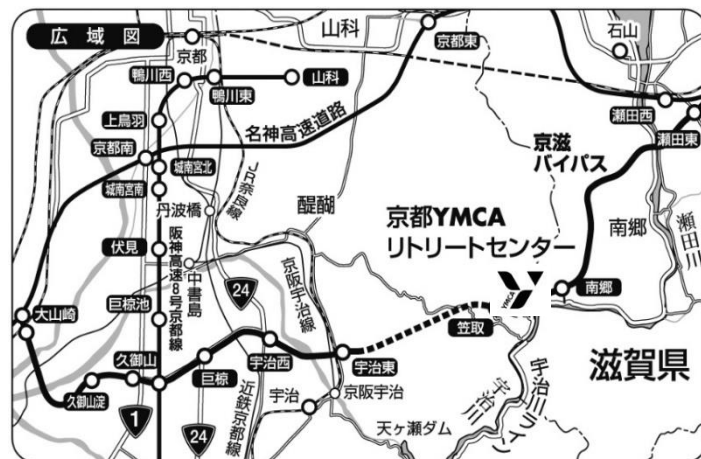 広域図
京都
山科
京都東
石山
鴨川西
鴨川東
山科
瀬田西
上鳥羽
名神高速道路
京滋
バイパス
瀬田東
京都南
城南宮北
城南宮南
JR奈良線
丹波橋
醍醐
京都YMCA
リトリートセンター
南郷
瀬田川
伏見
阪神高速8号京都線
中書島
24
京阪宇治線
YMCA
南郷
大山崎
巨椋池
笠取
久御山
巨椋
宇治西
宇治東
滋賀県
久御山淀
1
24
近鉄京都線
宇治
京阪宇治
天ヶ瀬ダム
宇治川
宇治川ライン